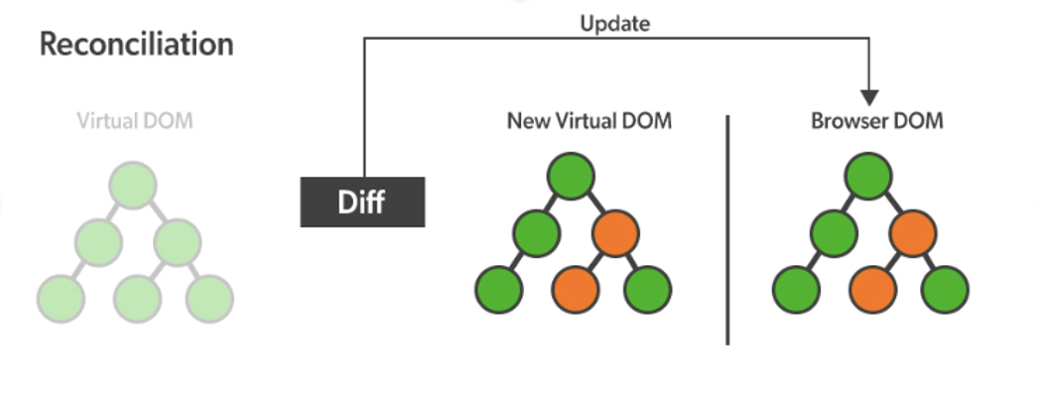 Update
Reconciliation
Virtual DOM
New Virtual DOM
Browser DOM
Diff